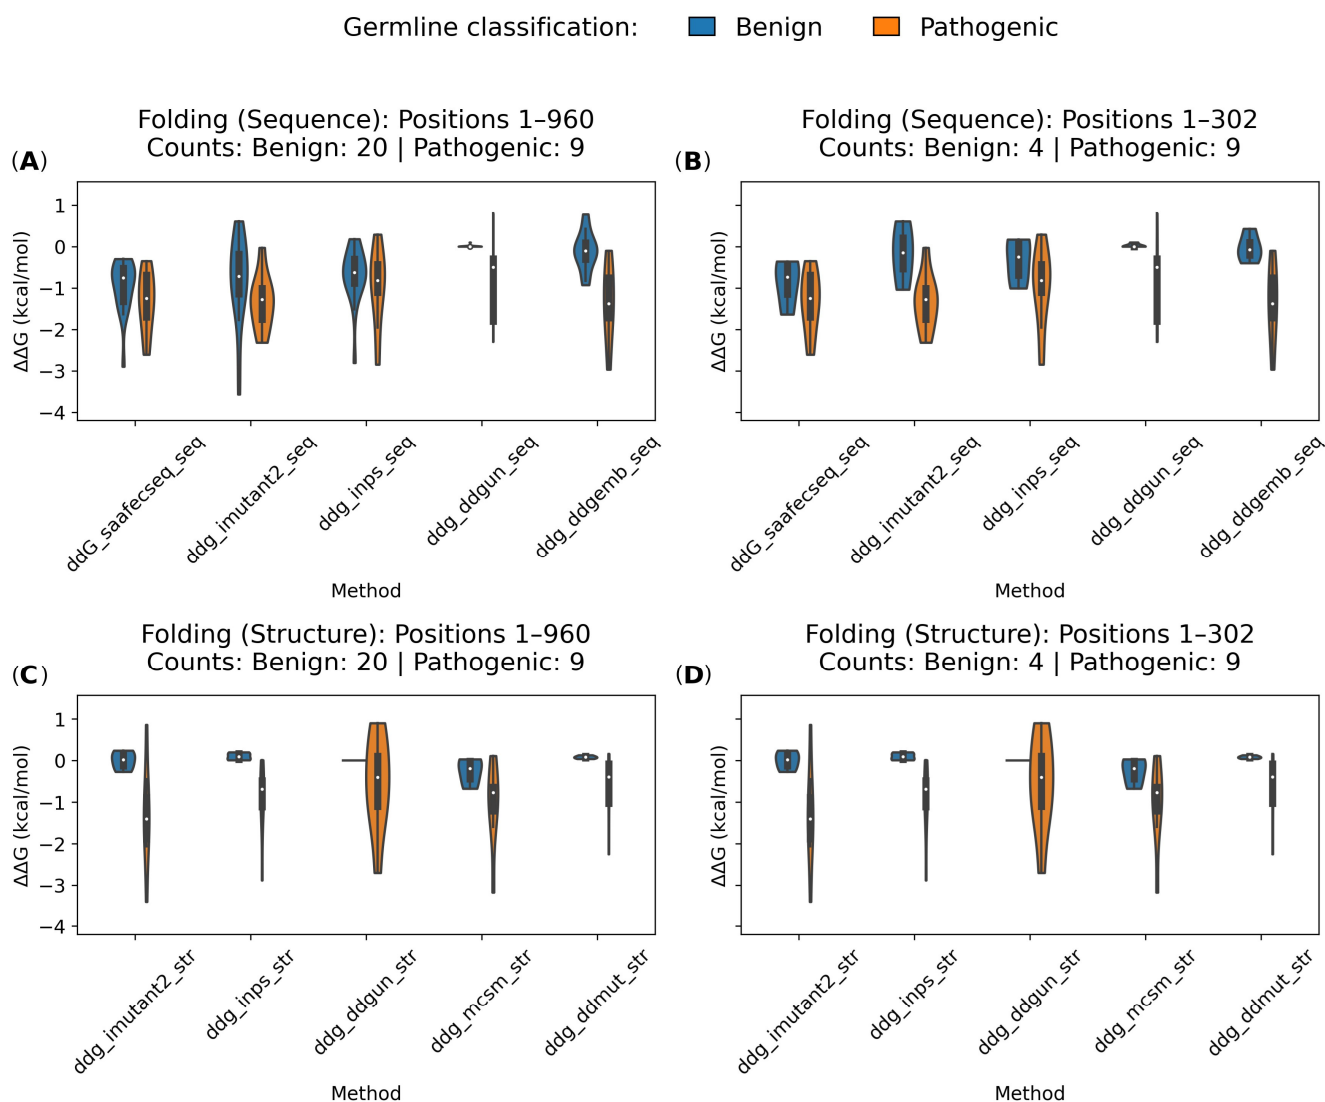 Germline classification: Benign Pathogenic
Folding (Sequence): Positions 1–960
Counts: Benign: 20 | Pathogenic: 9
(A)
1
0
−1
−2
−3
−4
ΔΔG (kcal/mol)
ddG_saafecseq_seq
ddg_imutant2_seq
ddg_inps_seq
ddg_ddgun_seq
ddg_ddgemb_seq
Method
Folding (Sequence): Positions 1–302
Counts: Benign: 4 | Pathogenic: 9
(B)
ΔΔG (kcal/mol)
ddG_saafecseq_seq
ddg_imutant2_seq
ddg_inps_seq
ddg_ddgun_seq
ddg_ddgemb_seq
Method
Folding (Structure): Positions 1–960
Counts: Benign: 20 | Pathogenic: 9
(C)
1
0
−1
−2
−3
−4
ΔΔG (kcal/mol)
ddg_imutant2_str
ddg_inps_str
ddg_ddgun_str
ddg_mcsm_str
ddg_ddmut_str
Method
Folding (Structure): Positions 1–302
Counts: Benign: 4 | Pathogenic: 9
(D)
ΔΔG (kcal/mol)
ddg_imutant2_str
ddg_inps_str
ddg_ddgun_str
ddg_mcsm_str
ddg_ddmut_str
Method